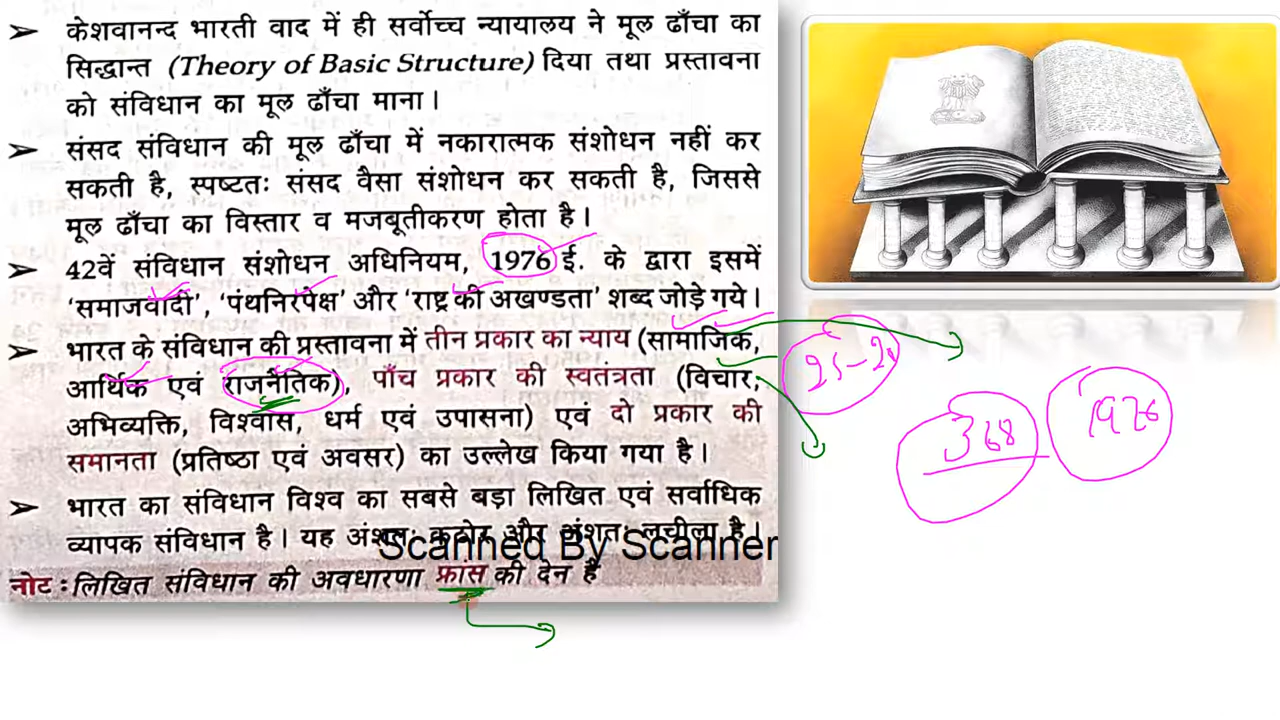 ➤ केशवानन्द भारती वाद में ही सर्वोच्च न्यायालय ने मूल ढाँचा का
सिद्धान्त (Theory of Basic Structure) दिया तथा प्रस्तावना
को संविधान का मूल ढाँचा माना।
➤ संसद संविधान की मूल ढाँचा में नकारात्मक संशोधन नहीं कर
सकती है, स्पष्टतः संसद वैसा संशोधन कर सकती है, जिससे
मूल ढाँचा का विस्तार व मजबूतीकरण होता है।
➤ 42वें संविधान संशोधन अधिनियम, 1976 ई. के द्वारा इसमें
'समाजवादी', 'पंथनिरपेक्ष' और 'राष्ट्र की अखण्डता' शब्द जोड़े गये।
➤ भारत के संविधान की प्रस्तावना में तीन प्रकार का न्याय (सामाजिक,
आर्थिक एवं राजनैतिक), पाँच प्रकार की स्वतंत्रता (विचार,
अभिव्यक्ति, विश्वास, धर्म एवं उपासना) एवं दो प्रकार की
समानता (प्रतिष्ठा एवं अवसर) का उल्लेख किया गया है।
➤ भारत का संविधान विश्व का सबसे बड़ा लिखित एवं सर्वाधिक
व्यापक संविधान है। यह अंशतः कठोर और अंशतः लचीला है।
Scanned By Scanner
नोट : लिखित संविधान की अवधारणा फ्रांस की देन है
368
1976